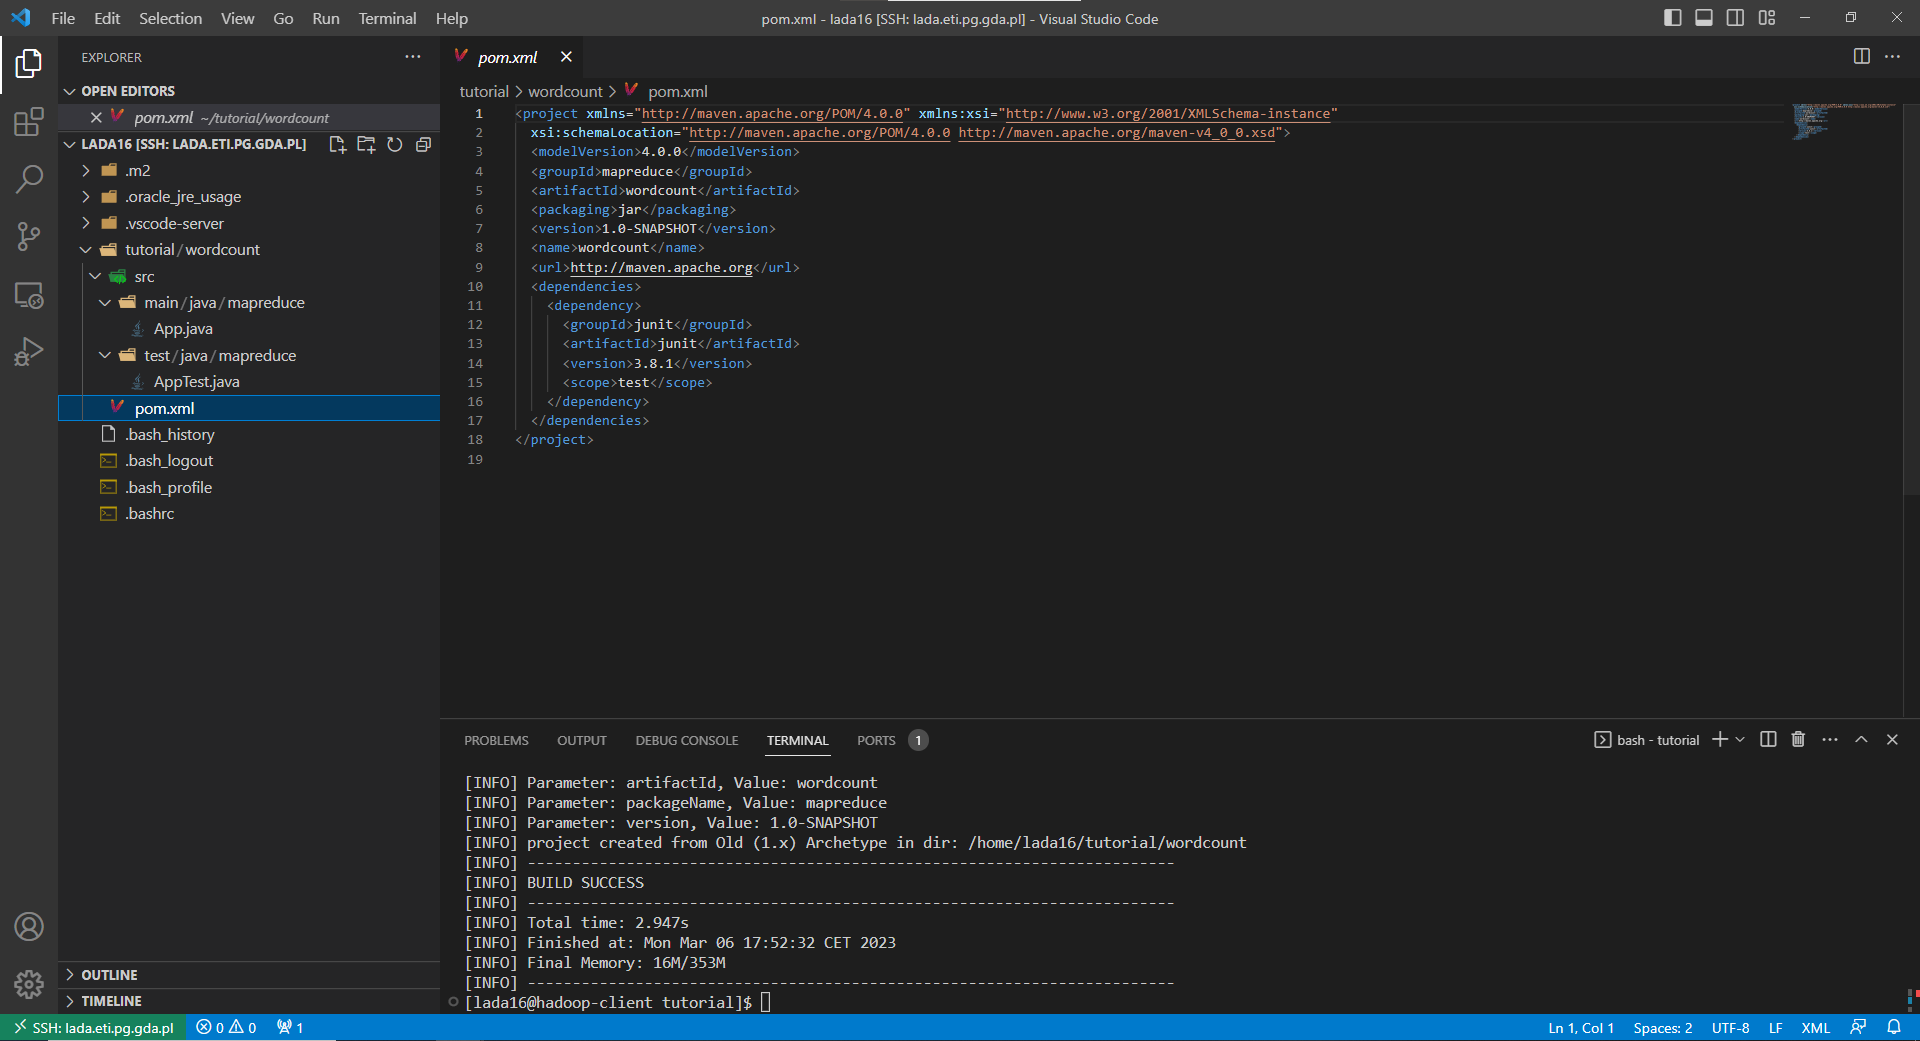 File Edit Selection View Go Run Terminal Help
pom.xml - lada16 [SSH: lada.eti.pg.gda.pl] - Visual Studio Code
EXPLORER
OPEN EDITORS
pom.xml ~/tutorial/wordcount
LADA16 [SSH: LADA.ETI.PG.GDA.PL]
.m2
.oracle_jre_usage
.vscode-server
tutorial/wordcount
src
main/java/mapreduce
App.java
test/java/mapreduce
AppTest.java
pom.xml
.bash_history
.bash_logout
.bash_profile
.bashrc
OUTLINE
TIMELINE
pom.xml
tutorial > wordcount > pom.xml
1 <project xmlns="http://maven.apache.org/POM/4.0.0" xmlns:xsi="http://www.w3.org/2001/XMLSchema-instance"
2 xsi:schemaLocation="http://maven.apache.org/POM/4.0.0 http://maven.apache.org/maven-v4_0_0.xsd">
3 <modelVersion>4.0.0</modelVersion>
4 <groupId>mapreduce</groupId>
5 <artifactId>wordcount</artifactId>
6 <packaging>jar</packaging>
7 <version>1.0-SNAPSHOT</version>
8 <name>wordcount</name>
9 <url>http://maven.apache.org</url>
10 <dependencies>
11 <dependency>
12 <groupId>junit</groupId>
13 <artifactId>junit</artifactId>
14 <version>3.8.1</version>
15 <scope>test</scope>
16 </dependency>
17 </dependencies>
18 </project>
19
PROBLEMS OUTPUT DEBUG CONSOLE TERMINAL PORTS 1
bash - tutorial
[INFO] Parameter: artifactId, Value: wordcount
[INFO] Parameter: packageName, Value: mapreduce
[INFO] Parameter: version, Value: 1.0-SNAPSHOT
[INFO] project created from Old (1.x) Archetype in dir: /home/lada16/tutorial/wordcount
[INFO] ------------------------------------------------------------------------
[INFO] BUILD SUCCESS
[INFO] ------------------------------------------------------------------------
[INFO] Total time: 2.947s
[INFO] Finished at: Mon Mar 06 17:52:32 CET 2023
[INFO] Final Memory: 16M/353M
[INFO] ------------------------------------------------------------------------
[lada16@hadoop-client tutorial]$
SSH: lada.eti.pg.gda.pl 0 0 1 Ln 1, Col 1 Spaces: 2 UTF-8 LF XML